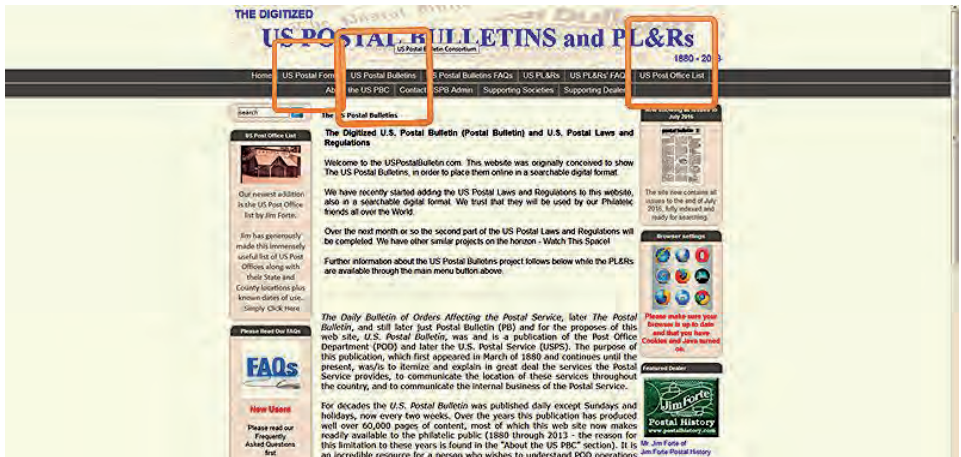 THE DIGITIZED
US POSTAL BULLETINS and PL&Rs
US Postal Bulletin Consortium
1880 - 2013
Home US Postal Forms US Postal Bulletins US Postal Bulletins FAQs US PL&Rs US PL&Rs' FAQ US Post Office List
About the US PBC Contact USPB Admin Supporting Societies Supporting Dealer
search
US Post Office List
Our newest addition
is the US Post Office
list by Jim Forte.
Jim has generously
made this immensely
useful list of US Post
Offices along with
their State and
County locations plus
known dates of use.
Simply Click Here
Please Read Our FAQs
FAQs
New Users
Please read our
Frequently
Asked Questions
first
The US Postal Bulletins
The Digitized U.S. Postal Bulletin (Postal Bulletin) and U.S. Postal Laws and
Regulations
Welcome to the USPostalBulletin.com. This website was originally conceived to show
The US Postal Bulletins, in order to place them online in a searchable digital format.
We have recently started adding the US Postal Laws and Regulations to this website,
also in a searchable digital format. We trust that they will be used by our Philatelic
friends all over the World.
Over the next month or so the second part of the US Postal Laws and Regulations will
be completed. We have other similar projects on the horizon - Watch This Space!
Further information about the US Postal Bulletins project follows below while the PL&Rs
are available through the main menu button above.
The Daily Bulletin of Orders Affecting the Postal Service, later The Postal
Bulletin, and still later just Postal Bulletin (PB) and for the proposes of this
web site, U.S. Postal Bulletin, was and is a publication of the Post Office
Department (POD) and later the U.S. Postal Service (USPS). The purpose of
this publication, which first appeared in March of 1880 and continues until the
present, was/is to itemize and explain in great deal the services the Postal
Service provides, to communicate the location of these services throughout
the country, and to communicate the internal business of the Postal Service.
For decades the U.S. Postal Bulletin was published daily except Sundays and
holidays, now every two weeks. Over the years this publication has produced
well over 60,000 pages of content, most of which this web site now makes
readily available to the philatelic public (1880 through 2013 - the reason for
this limitation to these years is found in the "About the US PBC" section). It is
an incredible resource for a person who wishes to understand POD operations
July 2016
The site now contains all
issues to the end of July
2016, fully indexed and
ready for searching.
Browser settings
Please make sure your
browser is up to date
and that you have
Cookies and Java turned
on.
Featured Dealer
Jim Forte
Postal History
www.postalhistory.com
Mr. Jim Forte of
Jim Forte Postal History